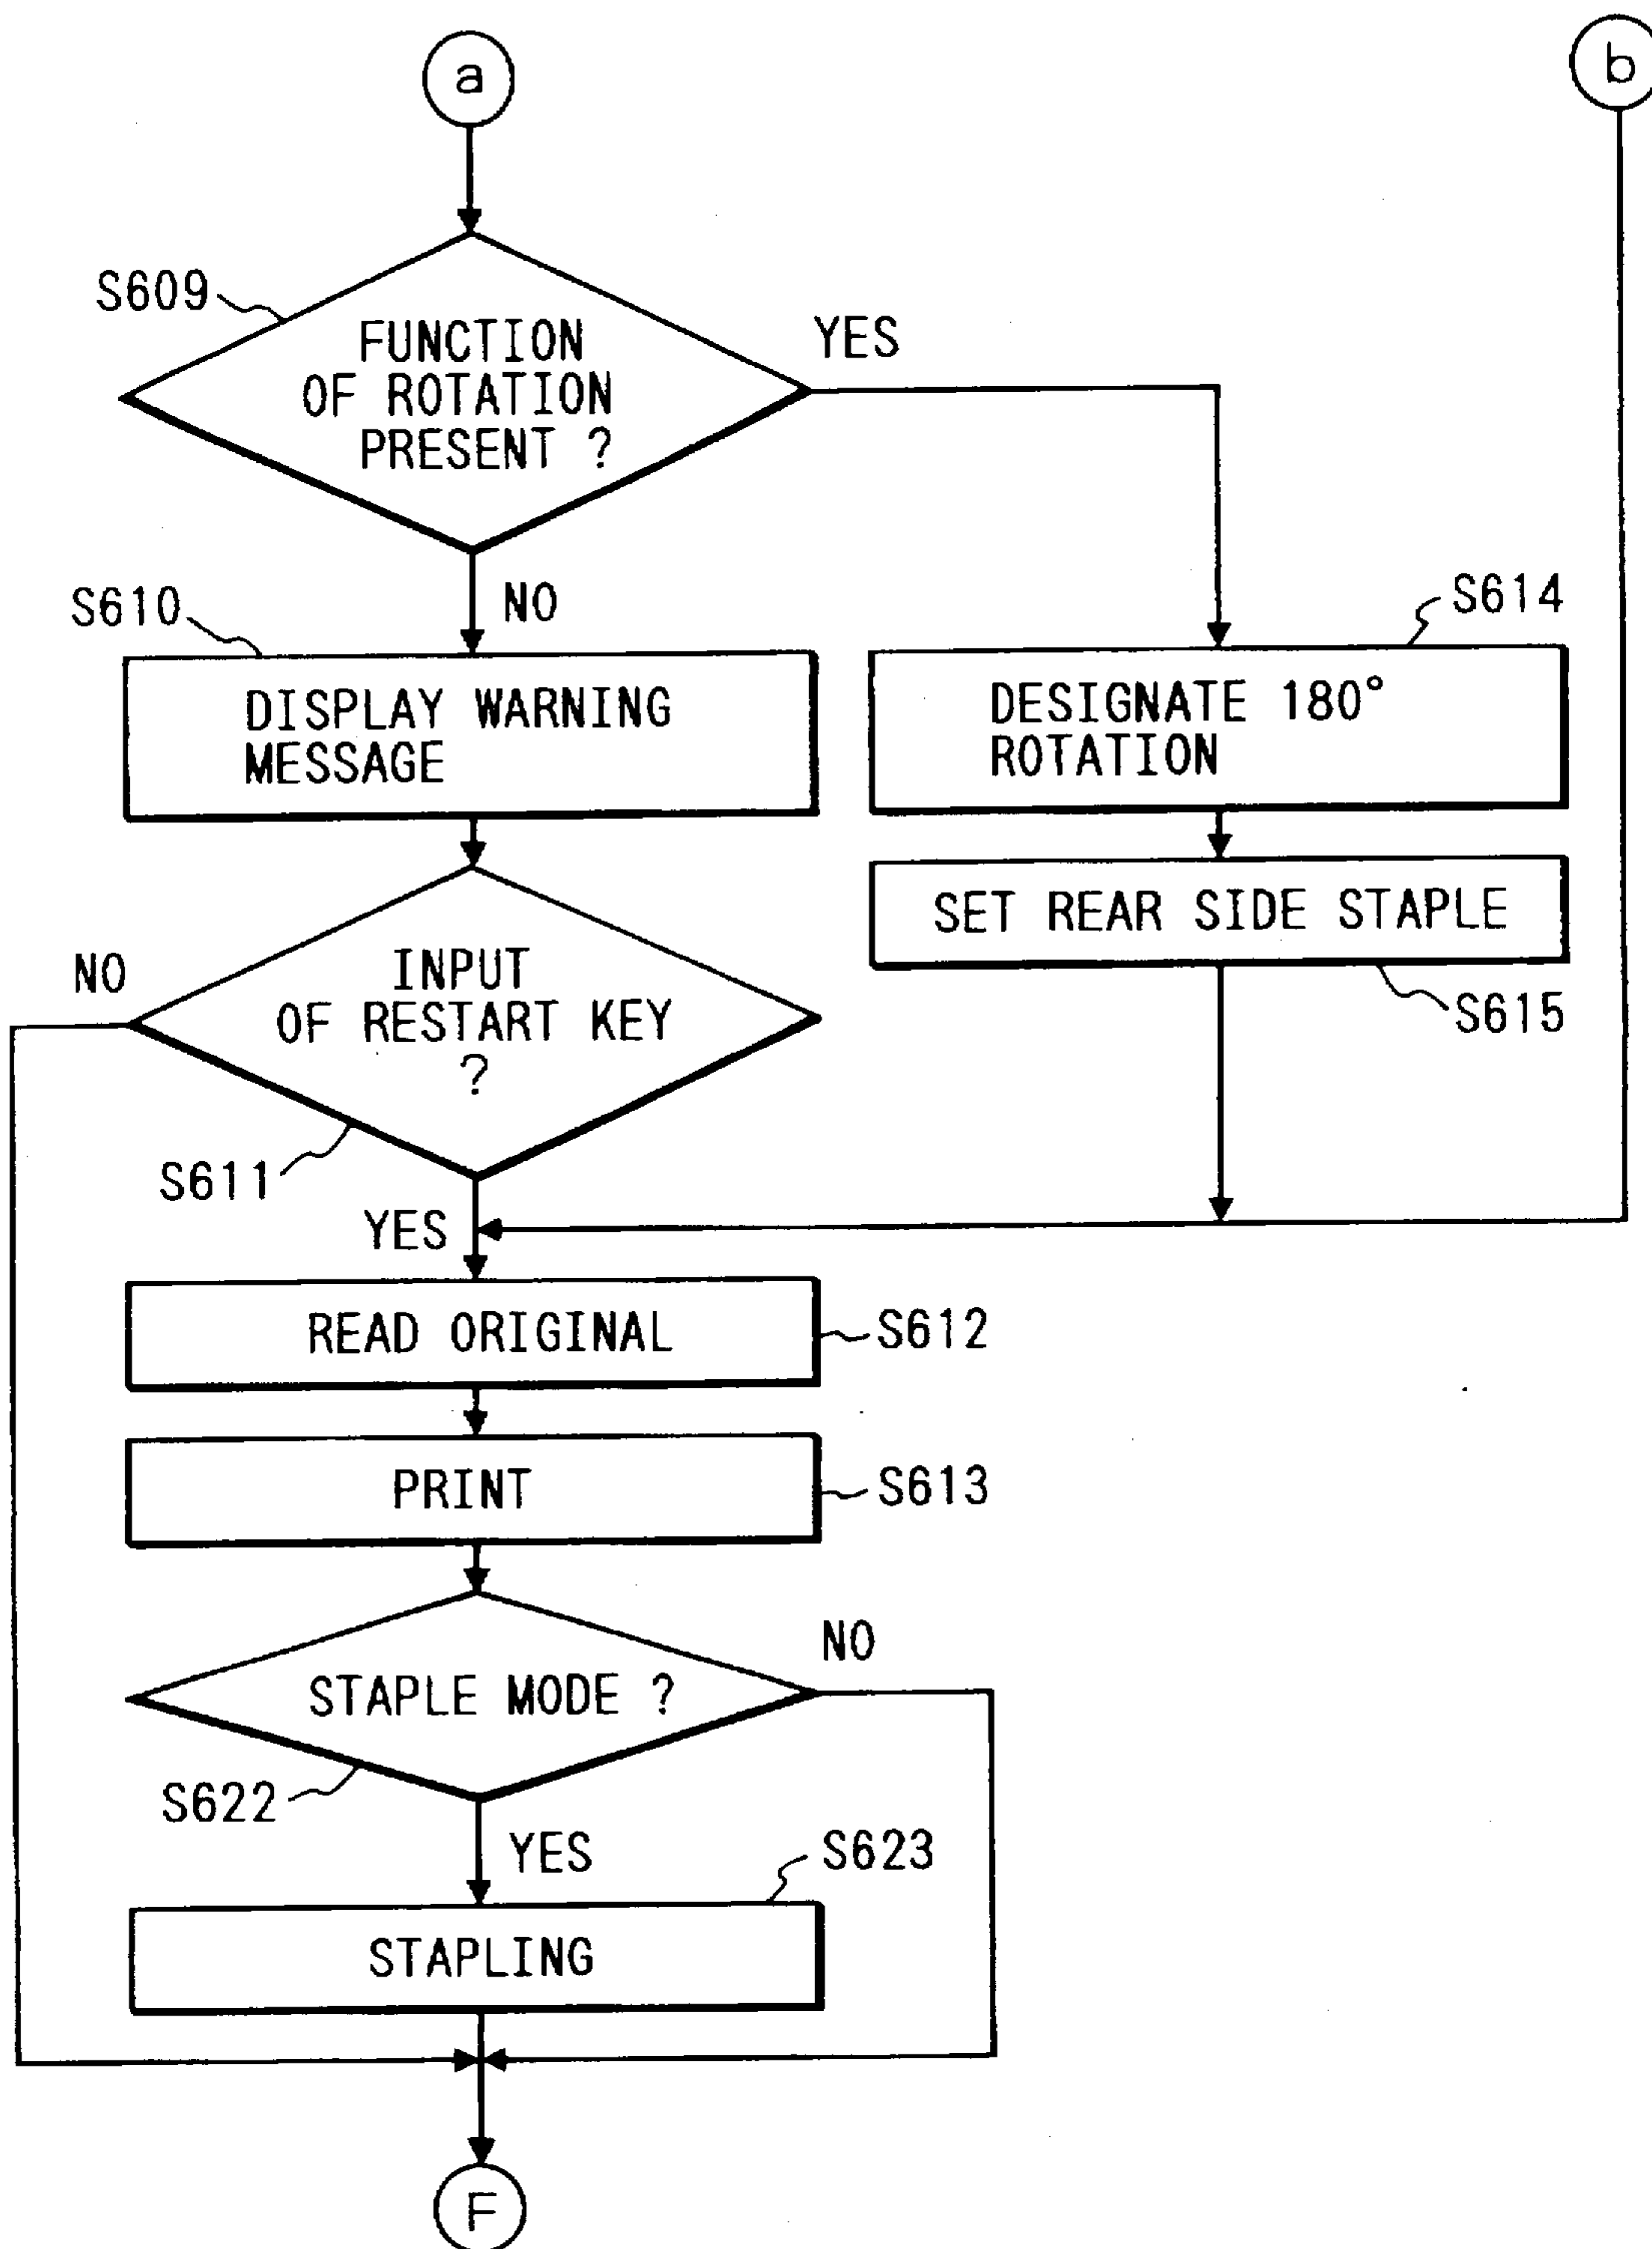 a
b
S609
FUNCTION
OF ROTATION
PRESENT ?
YES
NO
S610
DISPLAY WARNING
MESSAGE
S614
DESIGNATE 180°
ROTATION
SET REAR SIDE STAPLE
S615
NO
INPUT
OF RESTART KEY
?
S611
YES
READ ORIGINAL
S612
PRINT
S613
STAPLE MODE ?
NO
S622
YES
S623
STAPLING
F